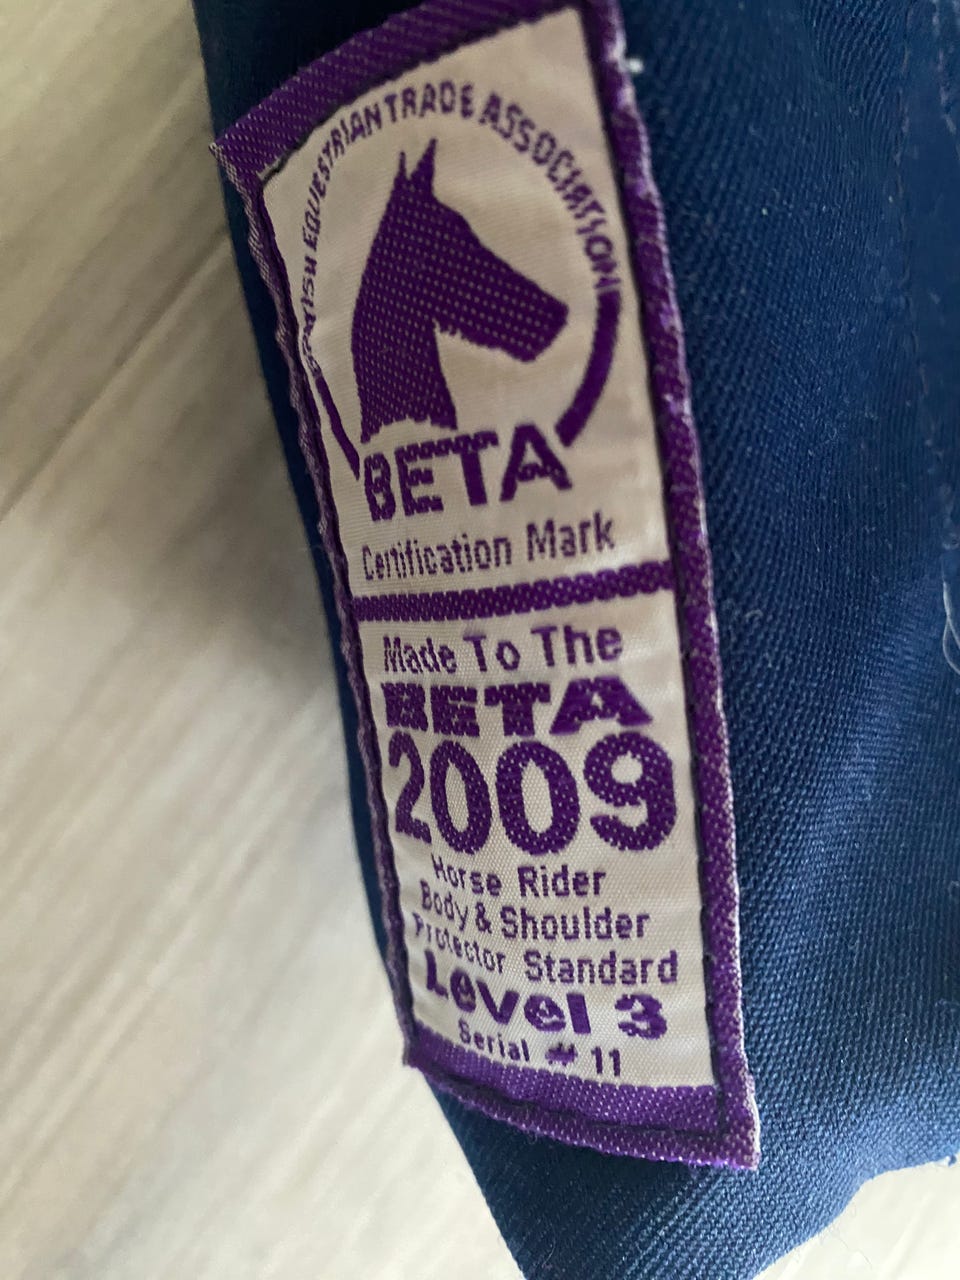 BRITISH EQUESTRIAN TRADE ASSOCIATION
BETA
Certification Mark
Made To The
BETA
2009
Horse Rider
Body & Shoulder
Protector Standard
Level 3
Serial # 11